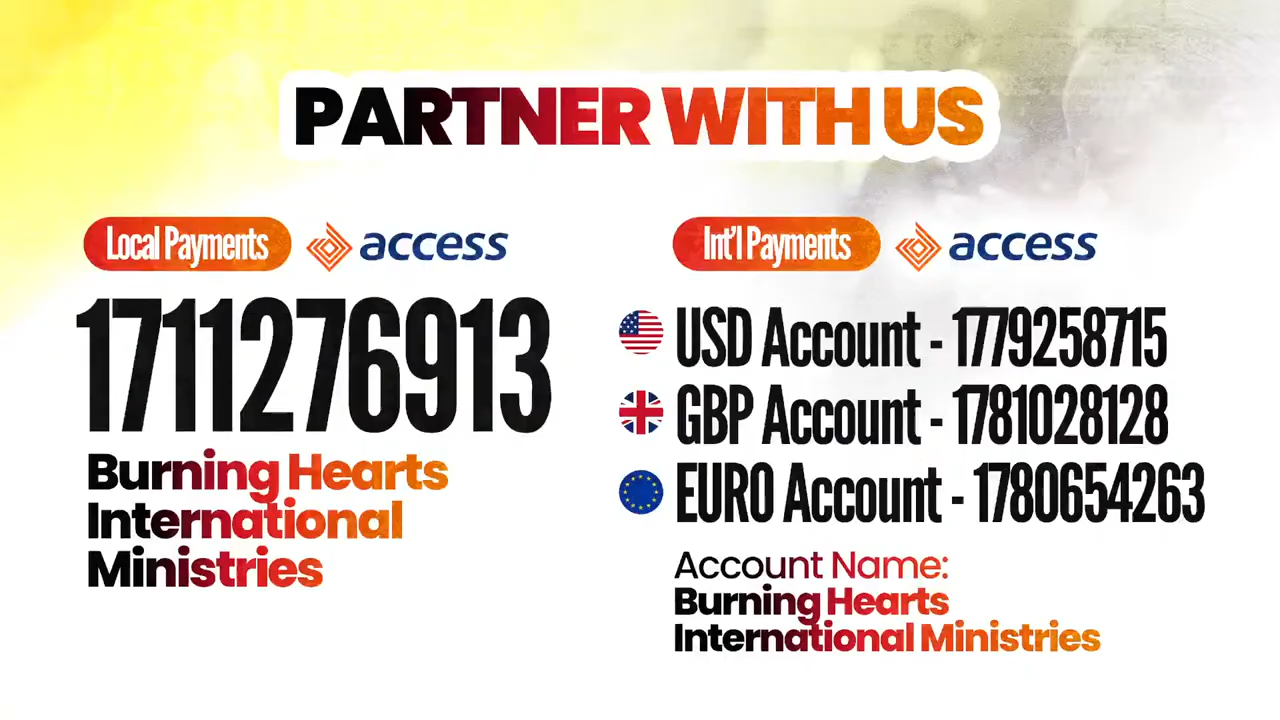 PARTNER WITH US
Local Payments
access
1711276913
Burning Hearts
International
Ministries
Int'l Payments
access
USD Account - 1779258715
GBP Account - 1781028128
EURO Account - 1780654263
Account Name:
Burning Hearts
International Ministries